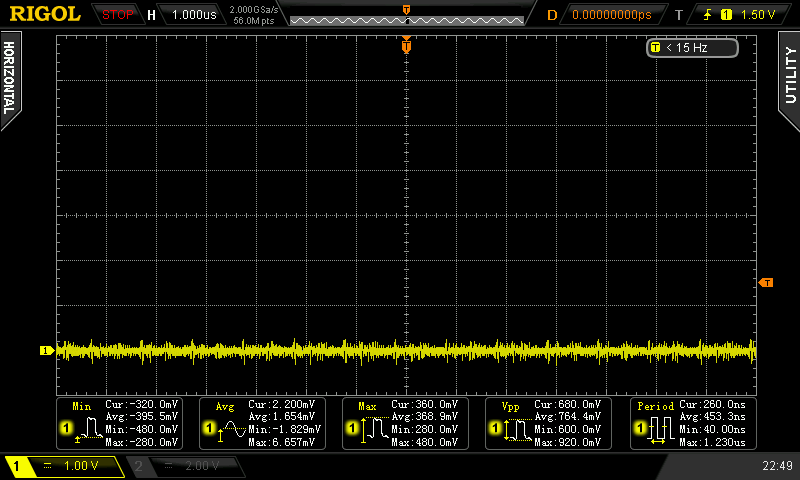 RIGOL STOP H 1.000us 2.000GSa/s 56.0M pts T D 0.00000000ps T 1 1.50 V
HORIZONTAL
UTILITY
T
T < 15 Hz
T
1
Min Cur:-320.0mV Avg:-395.5mV Min:-480.0mV Max:-280.0mV 1
Avg Cur: 2.200mV Avg: 1.654mV Min:-1.829mV Max: 6.657mV 1
Max Cur: 360.0mV Avg: 368.9mV Min: 280.0mV Max: 480.0mV 1
Vpp Cur: 680.0mV Avg: 764.4mV Min: 600.0mV Max: 920.0mV 1
Period Cur: 260.0ns Avg: 453.3ns Min: 40.00ns Max: 1.230us 1
1 1.00 V 2 2.00 V 22:49